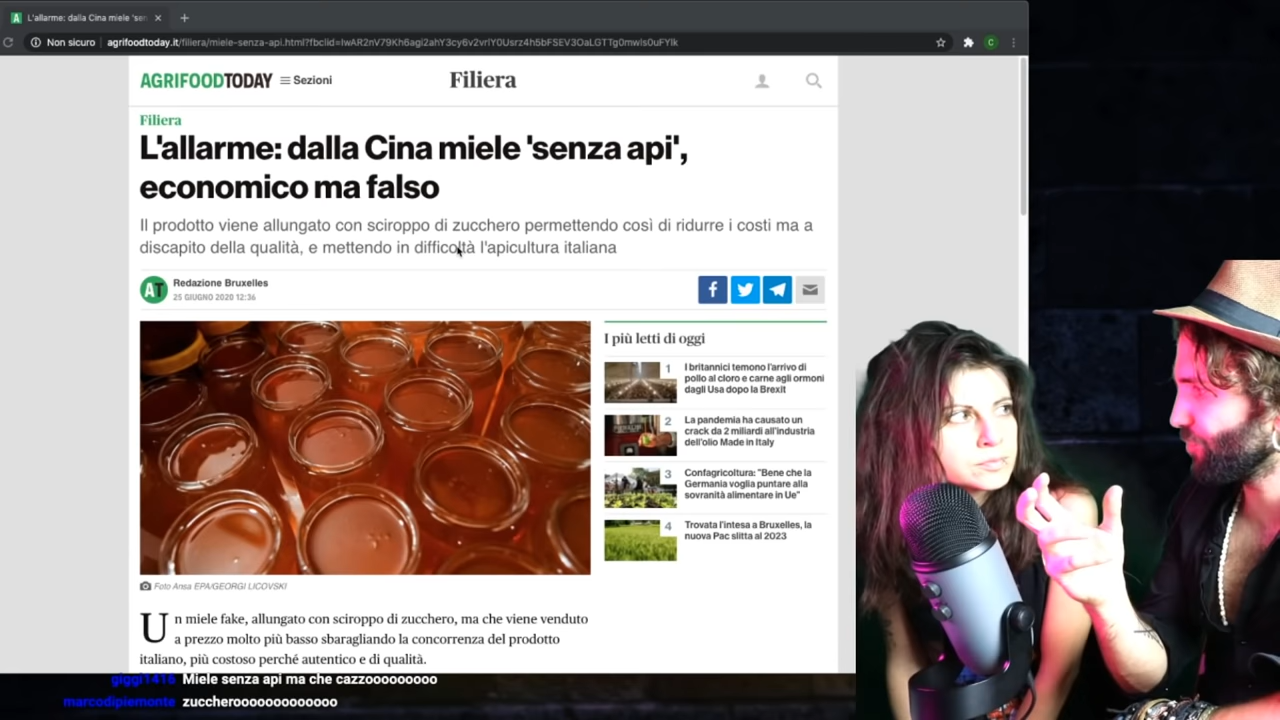 L'allarme: dalla Cina miele 'sen
Non sicuro
agrifoodtoday.it/filiera/miele-senza-api.html?fbclid=
AGRIFOODTODAY
Sezioni
Filiera
Filiera
L'allarme: dalla Cina miele 'senza api',
economico ma falso
Il prodotto viene allungato con sciroppo di zucchero permettendo così di ridurre i costi ma a
discapito della qualità, e mettendo in difficoltà l'apicultura italiana
AT
Redazione Bruxelles
25 GIUGNO 2020 12:36
I più letti di oggi
1
I britannici temono l'arrivo di
pollo al cloro e carne agli ormoni
dagli Usa dopo la Brexit
2
La pandemia ha causato un
crack da 2 miliardi all'industria
dell'olio Made in Italy
3
Confagricoltura: "Bene che la
Germania voglia puntare alla
sovranità alimentare in Ue"
4
Trovata l'intesa a Bruxelles, la
nuova Pac slitta al 2023
Foto Ansa EPA/GEORGI LICOVSKI
Un miele fake, allungato con sciroppo di zucchero, ma che viene venduto
a prezzo molto più basso sbaragliando la concorrenza del prodotto
italiano, più costoso perché autentico e di qualità.
giggi1416 Miele senza api ma che cazzooooooooo
marcodipiemonte zuccherooooooooooooo